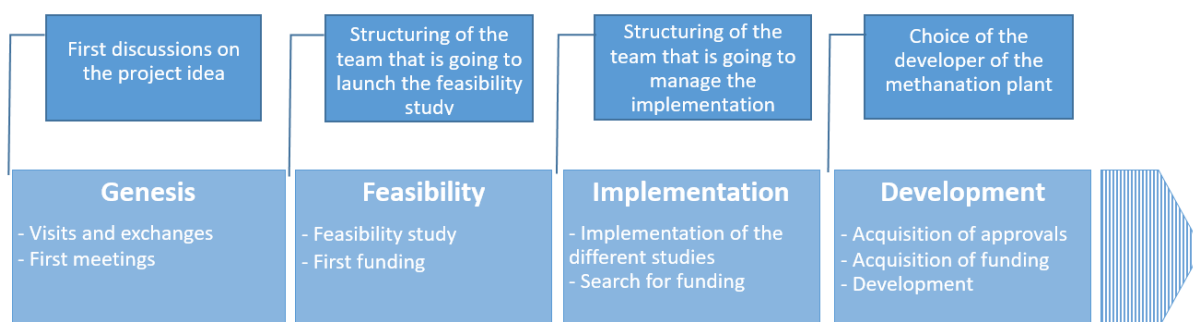 First discussions on
the project idea
Structuring of the
team that is going to
launch the feasibility
study
Structuring of the
team that is going to
manage the
implementation
Choice of the
developer of the
methanation plant
Genesis
- Visits and exchanges
- First meetings
Feasibility
- Feasibility study
- First funding
Implementation
- Implementation of the
different studies
- Search for funding
Development
- Acquisition of approvals
- Acquisition of funding
- Development